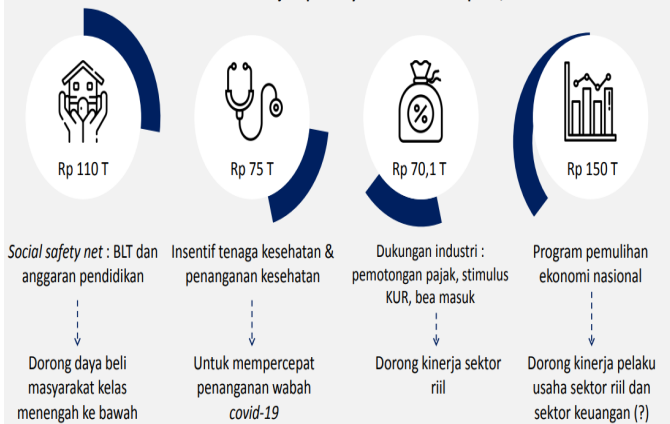 Rp 110 T
Rp 75 T
Rp 70,1 T
Rp 150 T
Social safety net : BLT dan
anggaran pendidikan
Insentif tenaga kesehatan &
penanganan kesehatan
Dukungan industri :
pemotongan pajak, stimulus
KUR, bea masuk
Program pemulihan
ekonomi nasional
Dorong daya beli
masyarakat kelas
menengah ke bawah
Untuk mempercepat
penanganan wabah
covid-19
Dorong kinerja sektor
riil
Dorong kinerja pelaku
usaha sektor riil dan
sektor keuangan (?)